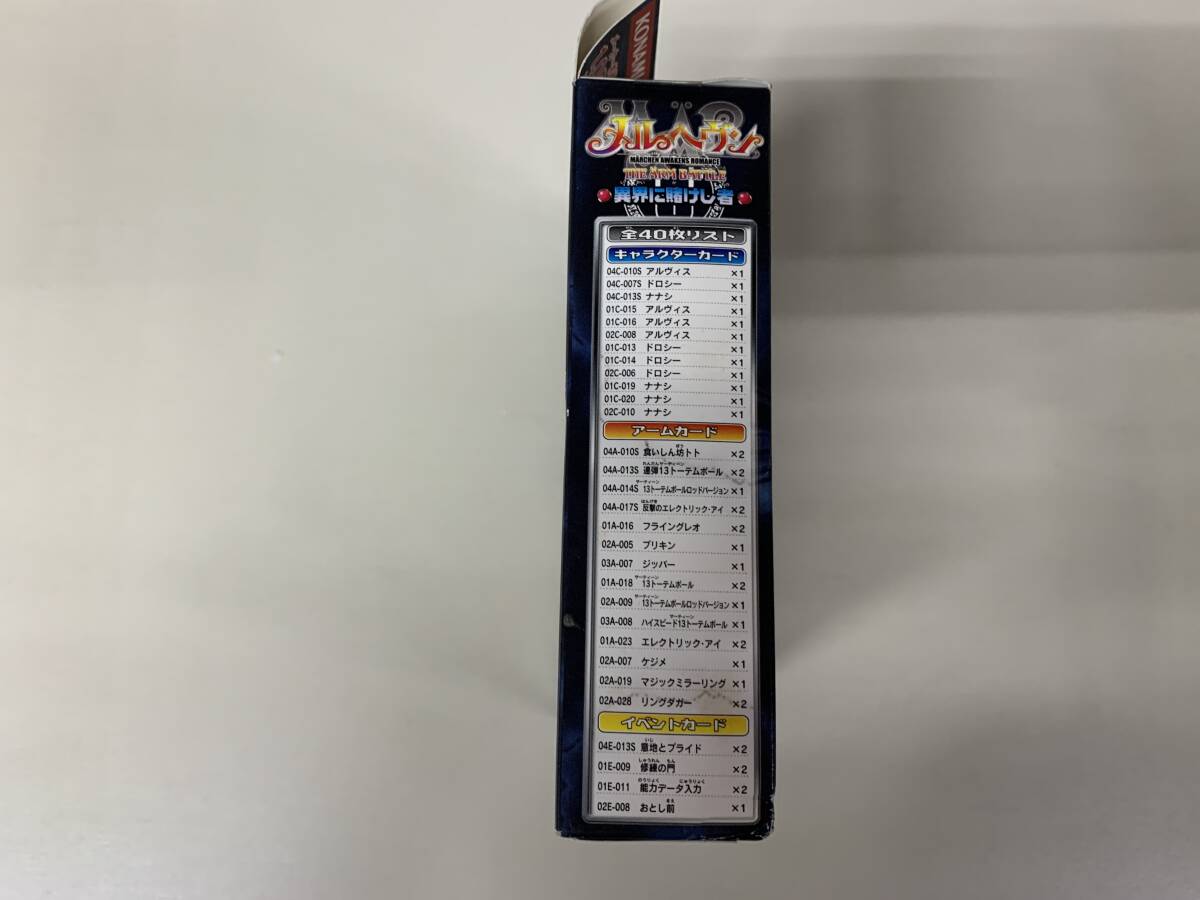 KONAMI
MÄR
メルヘヴン
MÄRCHEN AWAKENS ROMANCE
THE ARM BATTLE
異界に賭けし者
全40枚リスト
キャラクターカード
04C-010S アルヴィス ×1
04C-007S ドロシー ×1
04C-013S ナナシ ×1
01C-015 アルヴィス ×1
01C-016 アルヴィス ×1
02C-008 アルヴィス ×1
01C-013 ドロシー ×1
01C-014 ドロシー ×1
02C-006 ドロシー ×1
01C-019 ナナシ ×1
01C-020 ナナシ ×1
02C-010 ナナシ ×1
アームカード
04A-010S 食いしん坊トト ×2
04A-013S 連弾13トーテムポール ×2
04A-014S 13トーテムポールロッドバージョン ×1
04A-017S 反撃のエレクトリック・アイ ×2
01A-016 フライングレオ ×2
02A-005 ブリキン ×1
03A-007 ジッパー ×1
01A-018 13トーテムポール ×2
02A-009 13トーテムポールロッドバージョン ×1
03A-008 ハイスピード13トーテムポール ×1
01A-023 エレクトリック・アイ ×2
02A-007 ケジメ ×1
02A-019 マジックミラーリング ×1
02A-028 リングダガー ×2
イベントカード
04E-013S 意地とプライド ×2
01E-009 修練の門 ×2
01E-011 能力データ入力 ×2
02E-008 おとし前 ×1